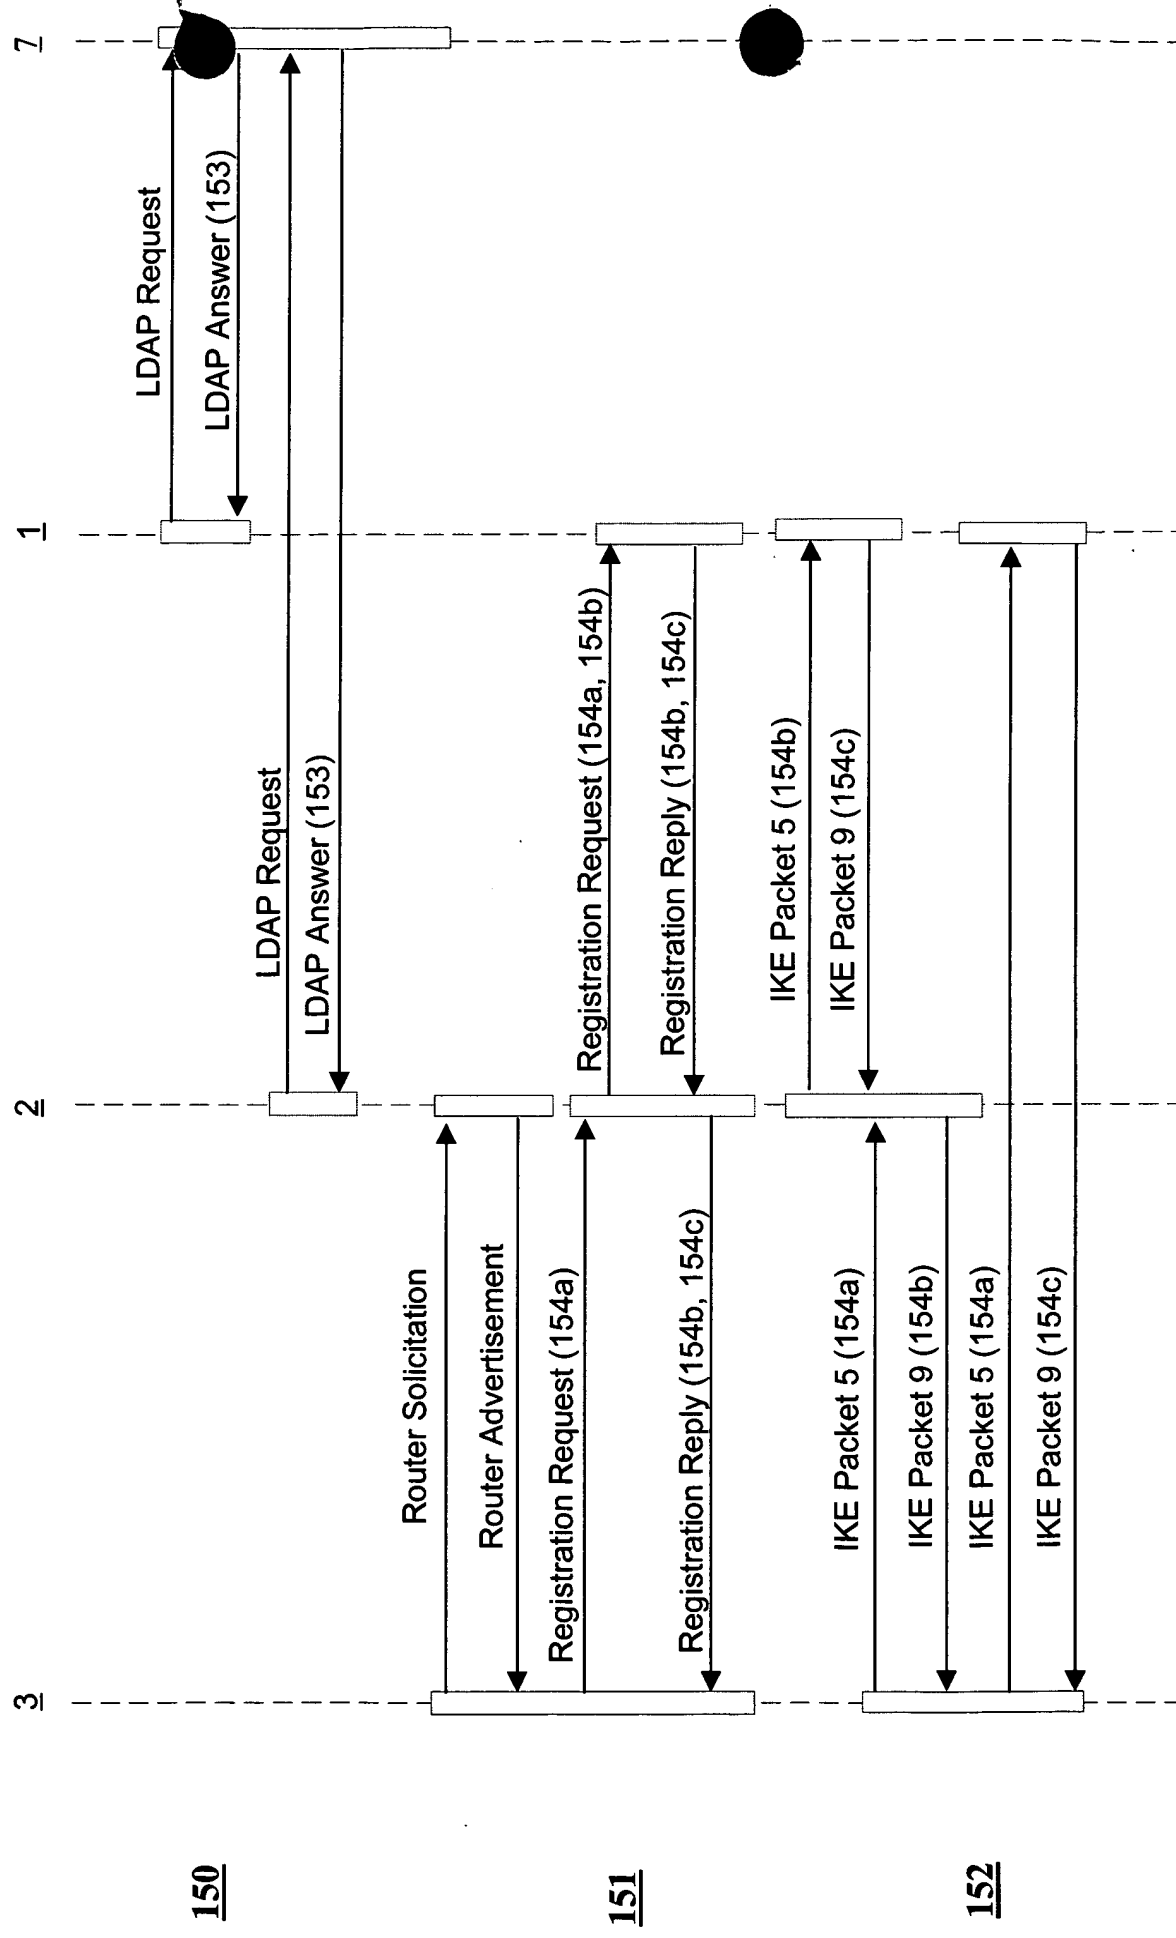 3
2
1
7
150
LDAP Request
LDAP Answer (153)
LDAP Request
LDAP Answer (153)
151
Router Solicitation
Router Advertisement
Registration Request (154a)
Registration Request (154a, 154b)
Registration Reply (154b, 154c)
Registration Reply (154b, 154c)
152
IKE Packet 5 (154b)
IKE Packet 9 (154c)
IKE Packet 5 (154a)
IKE Packet 9 (154b)
IKE Packet 5 (154a)
IKE Packet 9 (154c)